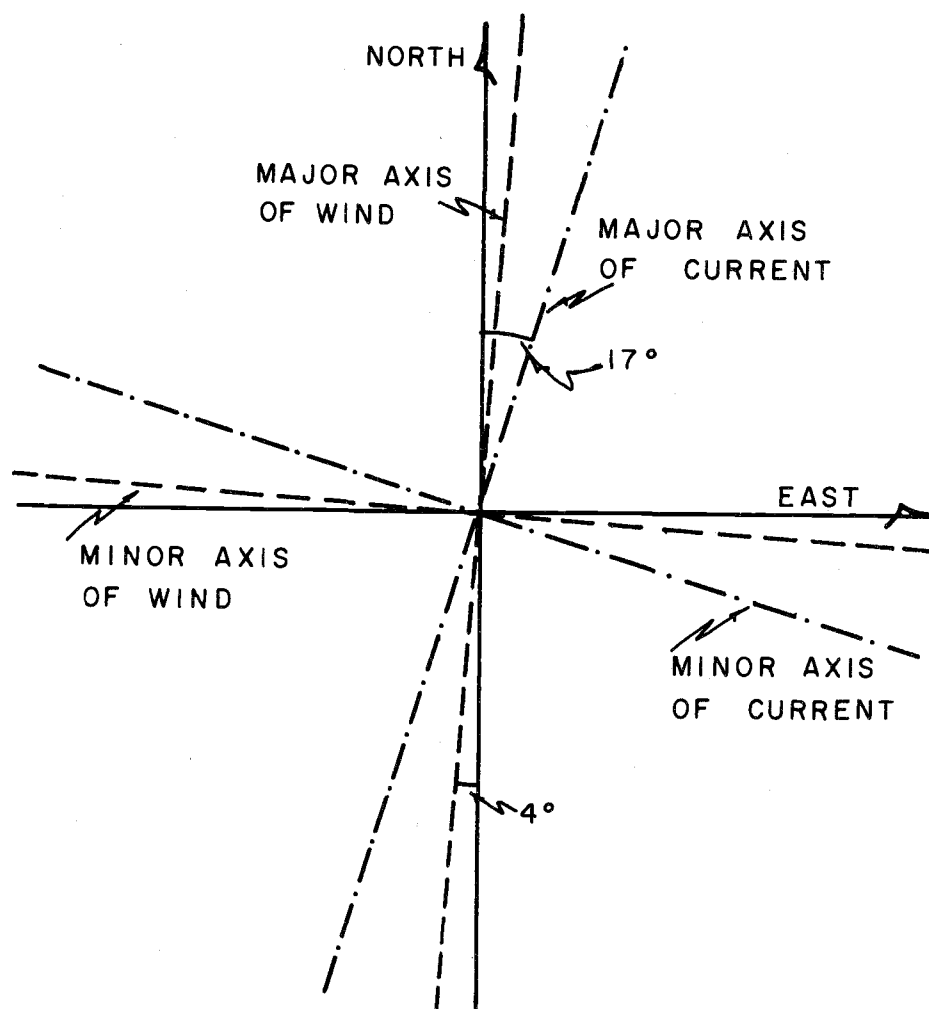 NORTH
MAJOR AXIS
OF WIND
MAJOR AXIS
OF CURRENT
17°
EAST
MINOR AXIS
OF WIND
MINOR AXIS
OF CURRENT
4°